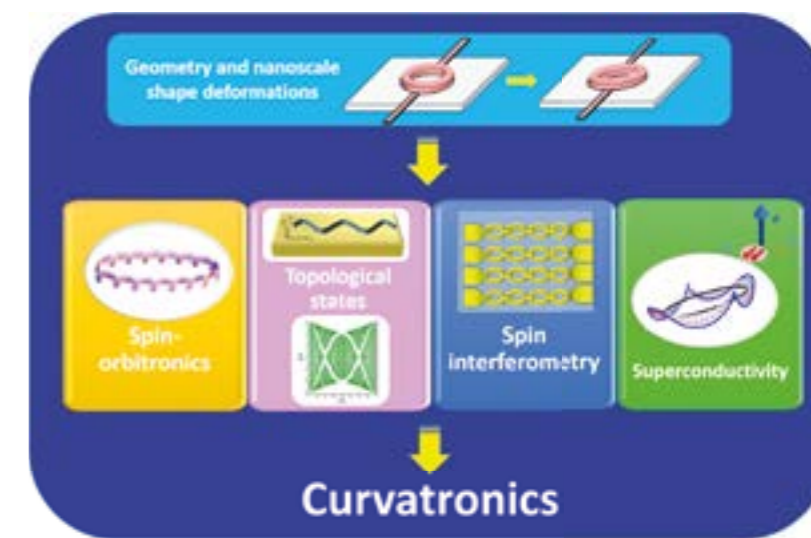 Geometry and nanoscale
shape deformations
Spin-
orbitronics
Topological
states
Spin
interferometry
Superconductivity
Curvatronics